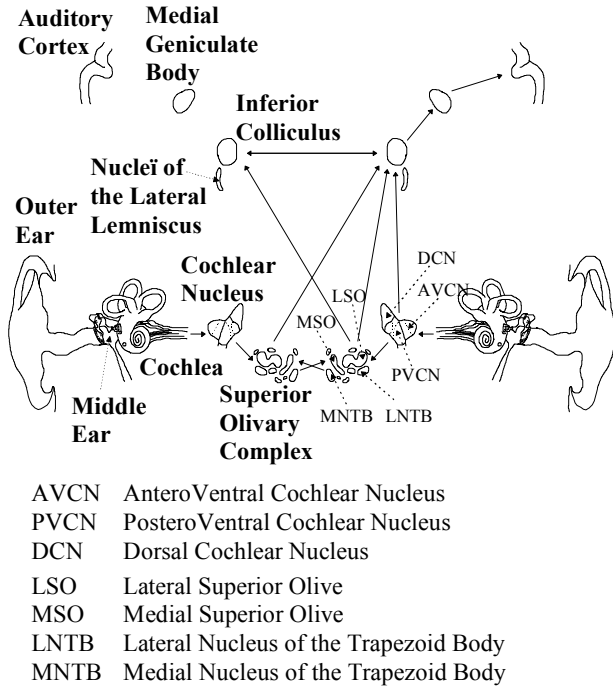 Auditory
Cortex
Medial
Geniculate
Body
Inferior
Colliculus
Nucleï of
the Lateral
Lemniscus
Outer
Ear
Cochlear
Nucleus
DCN
AVCN
LSO
MSO
PVCN
Cochlea
Middle
Ear
Superior
Olivary
Complex
MNTB
LNTB
AVCN AnteroVentral Cochlear Nucleus
PVCN PosteroVentral Cochlear Nucleus
DCN Dorsal Cochlear Nucleus
LSO Lateral Superior Olive
MSO Medial Superior Olive
LNTB Lateral Nucleus of the Trapezoid Body
MNTB Medial Nucleus of the Trapezoid Body